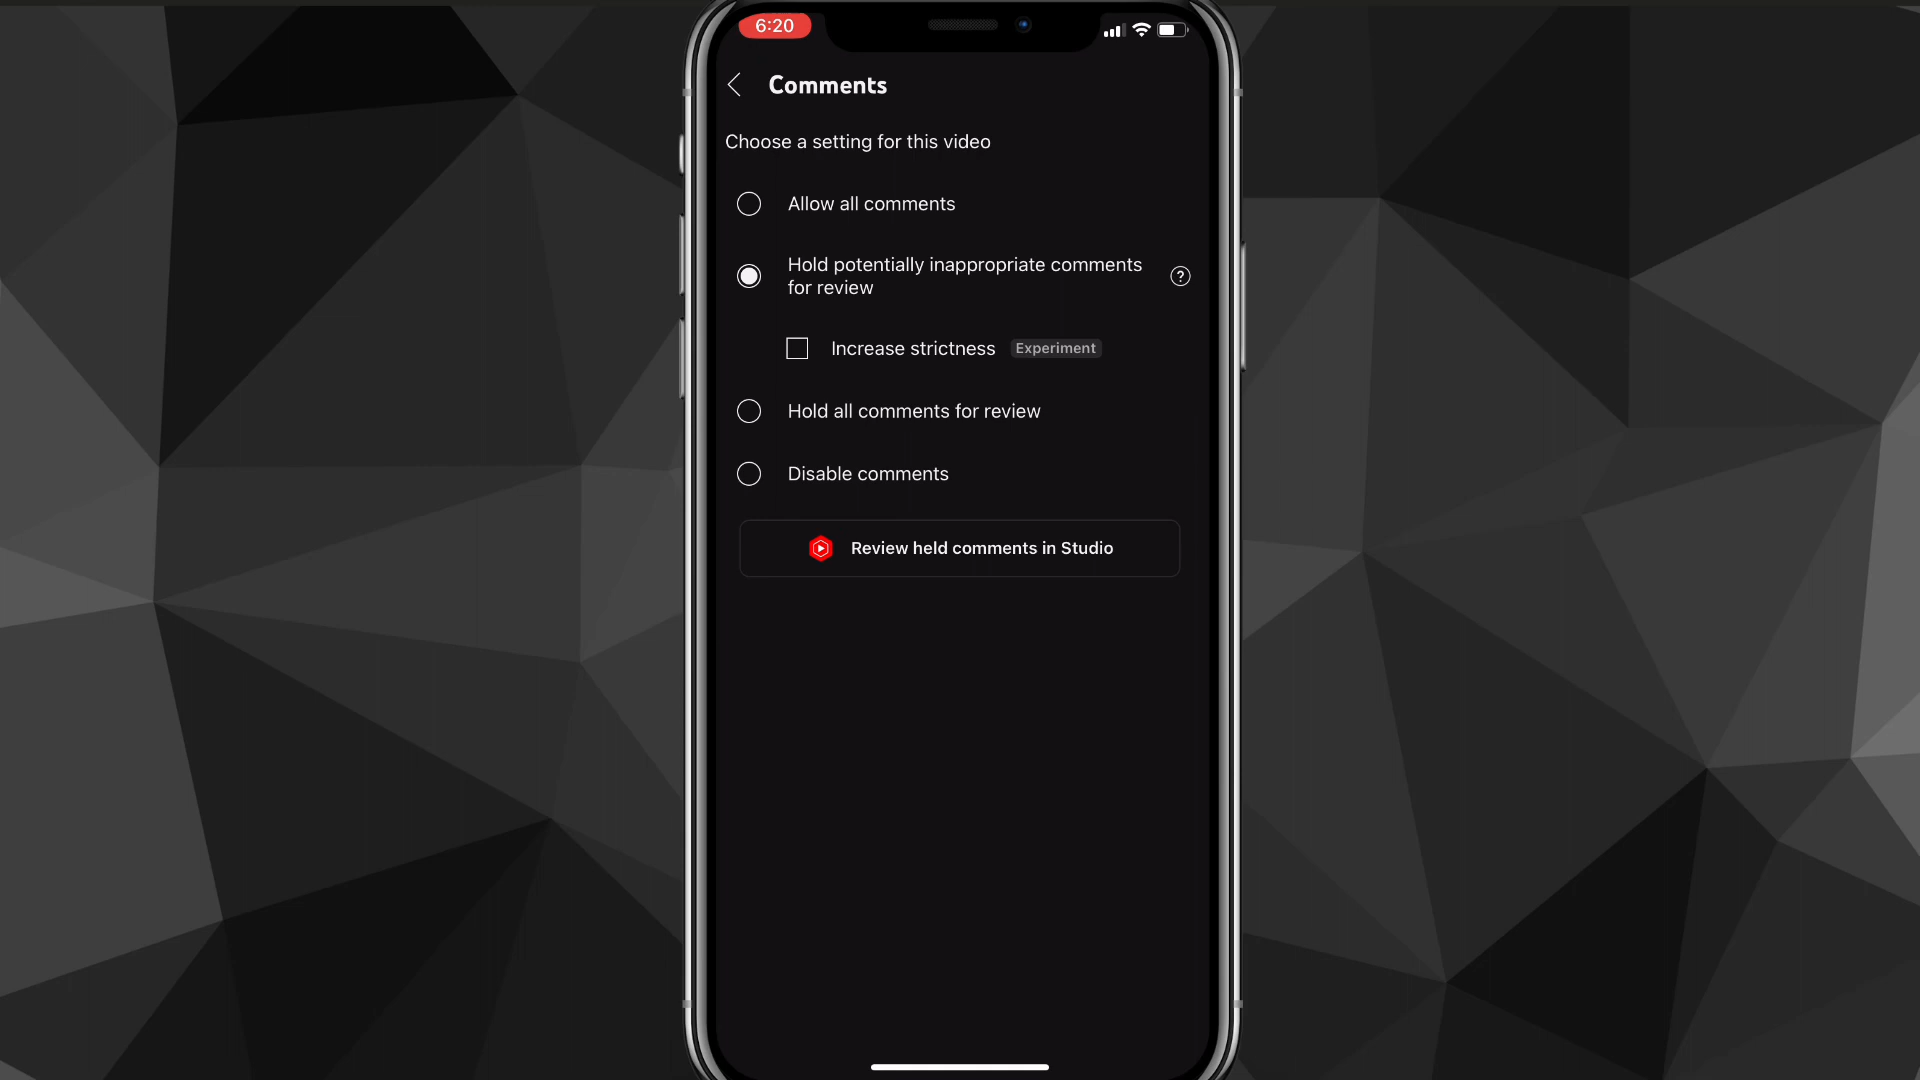 6:20
Comments
Choose a setting for this video
Allow all comments
Hold potentially inappropriate comments
for review
Increase strictness Experiment
Hold all comments for review
Disable comments
Review held comments in Studio